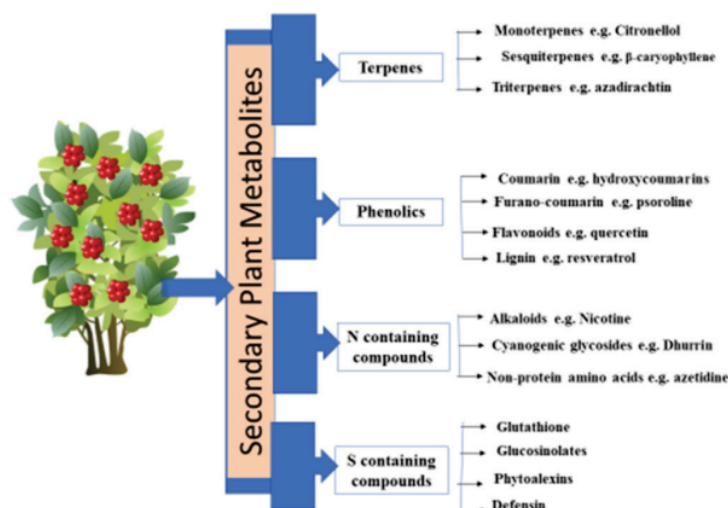 Secondary Plant Metabolites
Terpenes
Monoterpenes e.g. Citronellol
Sesquiterpenes e.g. β-caryophyllene
Triterpenes e.g. azadirachtin
Phenolics
Coumarin e.g. hydroxycoumarins
Furano-coumarin e.g. psoroline
Flavonoids e.g. quercetin
Lignin e.g. resveratrol
N containing
compounds
Alkaloids e.g. Nicotine
Cyanogenic glycosides e.g. Dhurrin
Non-protein amino acids e.g. azetidine
S containing
compounds
Glutathione
Glucosinolates
Phytoalexins
Defensin